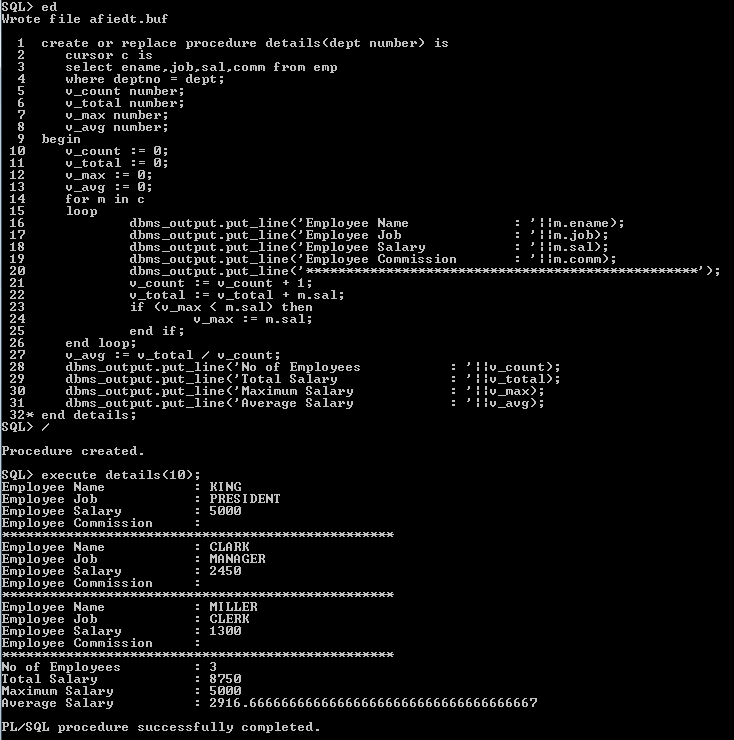 SQL> ed
Wrote file afiedt.buf
  1  create or replace procedure details(dept number) is
  2     cursor c is
  3     select ename,job,sal,comm from emp
  4     where deptno = dept;
  5     v_count number;
  6     v_total number;
  7     v_max number;
  8     v_avg number;
  9  begin
 10     v_count := 0;
 11     v_total := 0;
 12     v_max := 0;
 13     v_avg := 0;
 14     for m in c
 15     loop
 16             dbms_output.put_line('Employee Name             : '||m.ename);
 17             dbms_output.put_line('Employee Job              : '||m.job);
 18             dbms_output.put_line('Employee Salary           : '||m.sal);
 19             dbms_output.put_line('Employee Commission       : '||m.comm);
 20             dbms_output.put_line('*************************************************');
 21             v_count := v_count + 1;
 22             v_total := v_total + m.sal;
 23             if (v_max < m.sal) then
 24                     v_max := m.sal;
 25             end if;
 26     end loop;
 27     v_avg := v_total / v_count;
 28     dbms_output.put_line('No of Employees           : '||v_count);
 29     dbms_output.put_line('Total Salary              : '||v_total);
 30     dbms_output.put_line('Maximum Salary            : '||v_max);
 31     dbms_output.put_line('Average Salary            : '||v_avg);
 32* end details;
SQL> /
Procedure created.
SQL> execute details(10);
Employee Name           : KING
Employee Job            : PRESIDENT
Employee Salary         : 5000
Employee Commission     :
*************************************************
Employee Name           : CLARK
Employee Job            : MANAGER
Employee Salary         : 2450
Employee Commission     :
*************************************************
Employee Name           : MILLER
Employee Job            : CLERK
Employee Salary         : 1300
Employee Commission     :
*************************************************
No of Employees         : 3
Total Salary            : 8750
Maximum Salary          : 5000
Average Salary          : 2916.66666666666666666666666666666666667
PL/SQL procedure successfully completed.